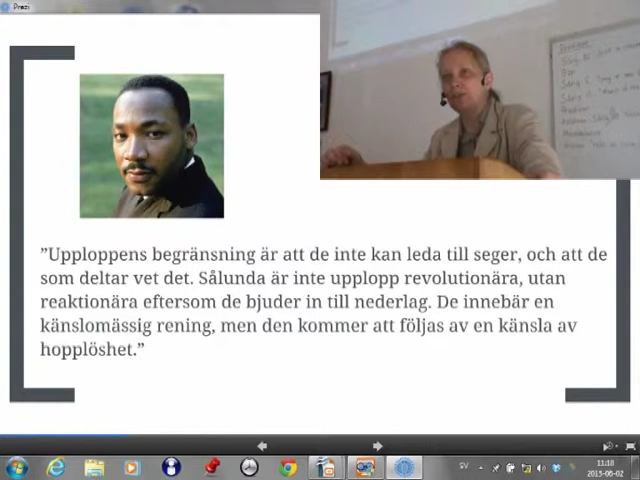 Prezi
”Upploppens begränsning är att de inte kan leda till seger, och att de
som deltar vet det. Sålunda är inte upplopp revolutionära, utan
reaktionära eftersom de bjuder in till nederlag. De innebär en
känslomässig rening, men den kommer att följas av en känsla av
hopplöshet.”
SV
11:18
2015-06-02